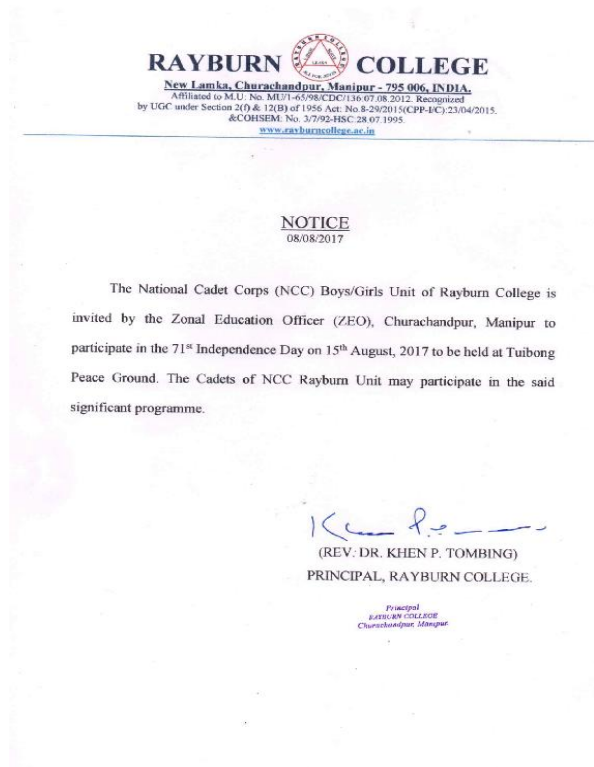 RAYBURN COLLEGE
New Lamka, Churachandpur, Manipur - 795 006, INDIA.
Affiliated to M.U: No. MU/1-65/98/CDC/136:07.08.2012. Recognized
by UGC under Section 2(f) & 12(B) of 1956 Act: No.8-29/2015(CPP-I/C):23/04/2015.
&COHSEM: No. 3/7/92-HSC:28.07.1995.
www.rayburncollege.ac.in
NOTICE
08/08/2017
The National Cadet Corps (NCC) Boys/Girls Unit of Rayburn College is
invited by the Zonal Education Officer (ZEO), Churachandpur, Manipur to
participate in the 71st Independence Day on 15th August, 2017 to be held at Tuibong
Peace Ground. The Cadets of NCC Rayburn Unit may participate in the said
significant programme.
(REV. DR. KHEN P. TOMBING)
PRINCIPAL, RAYBURN COLLEGE.
Principal
RAYBURN COLLEGE
Churachandpur, Manipur.